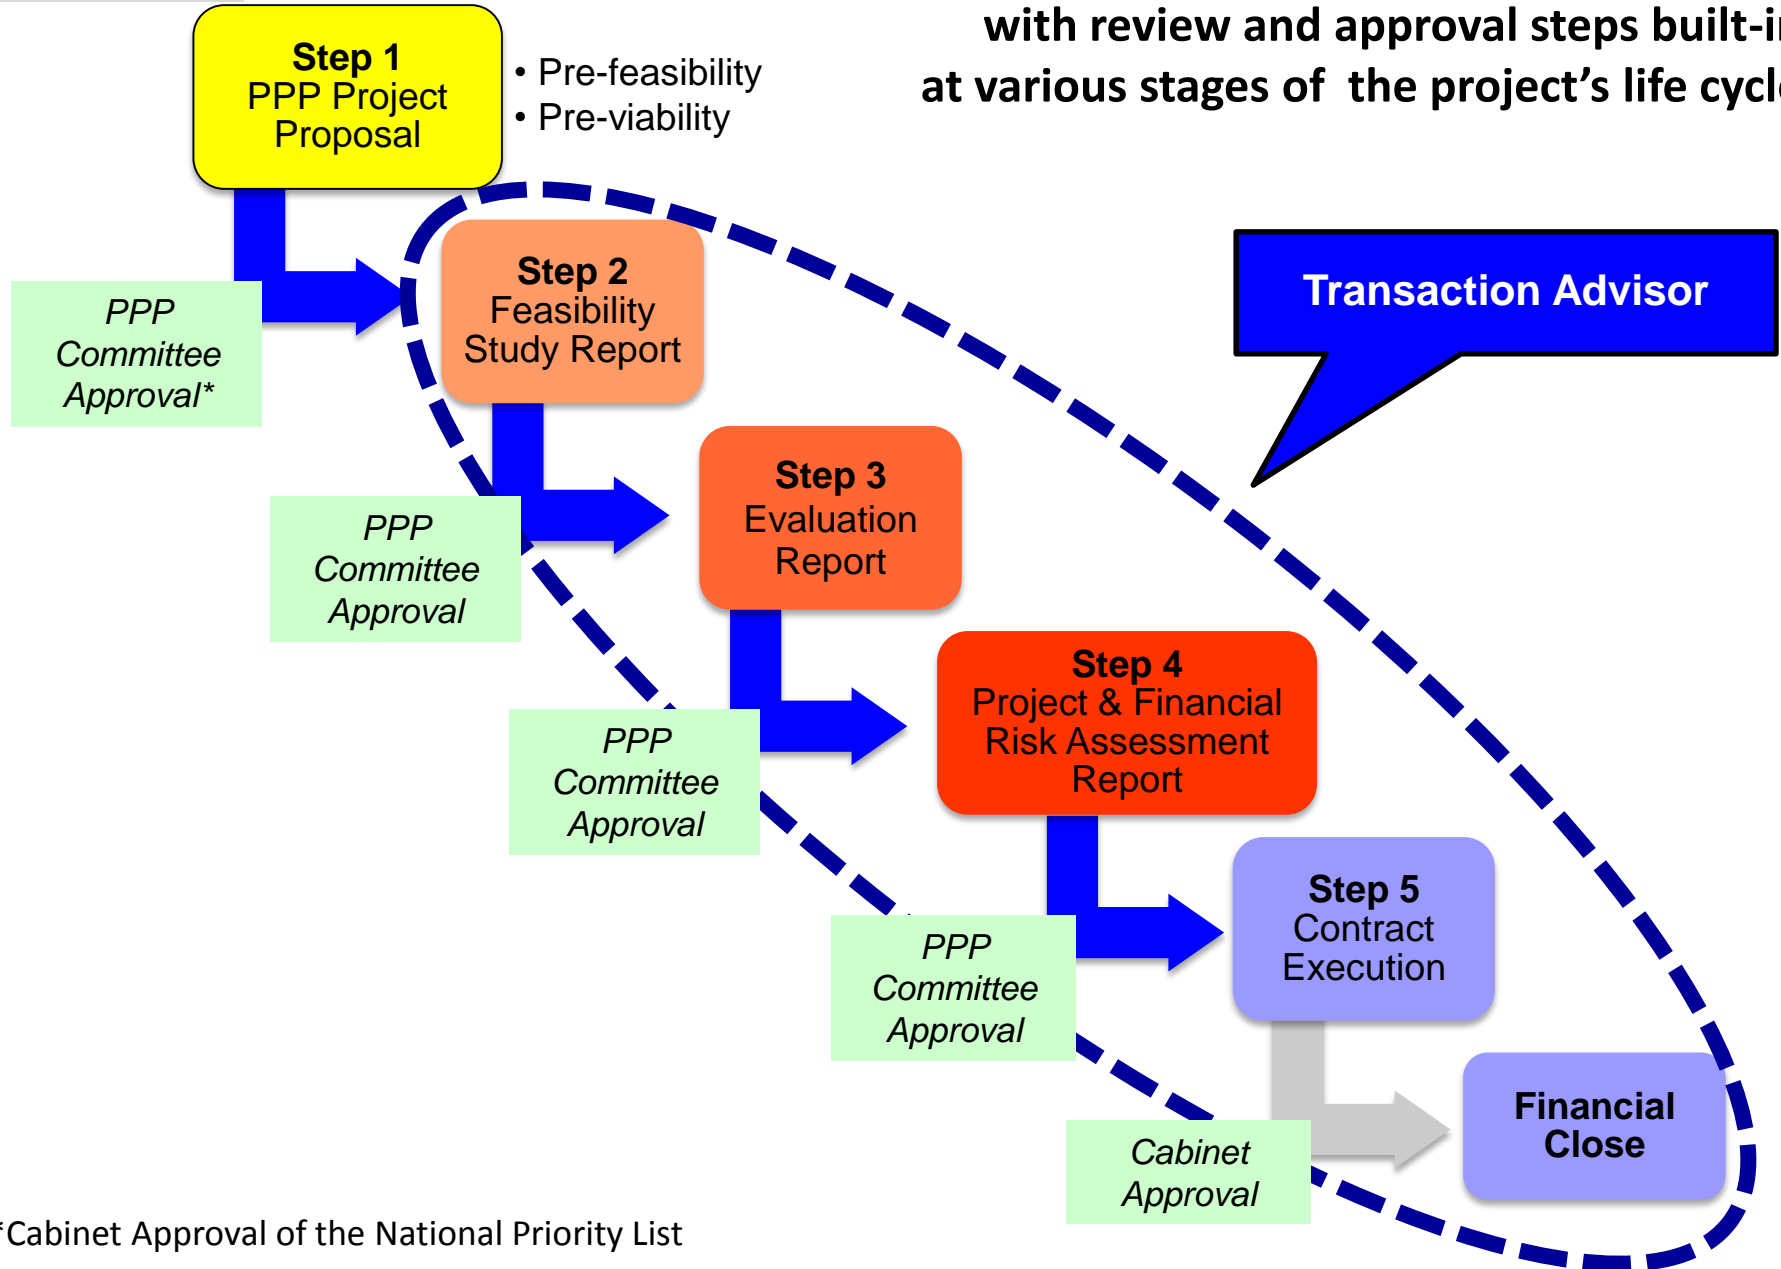 with review and approval steps built-in
at various stages of the project's life cycle
Step 1
PPP Project
Proposal
• Pre-feasibility
• Pre-viability
Transaction Advisor
PPP
Committee
Approval*
Step 2
Feasibility
Study Report
PPP
Committee
Approval
Step 3
Evaluation
Report
PPP
Committee
Approval
Step 4
Project & Financial
Risk Assessment
Report
PPP
Committee
Approval
Step 5
Contract
Execution
Cabinet
Approval
Financial
Close
*Cabinet Approval of the National Priority List